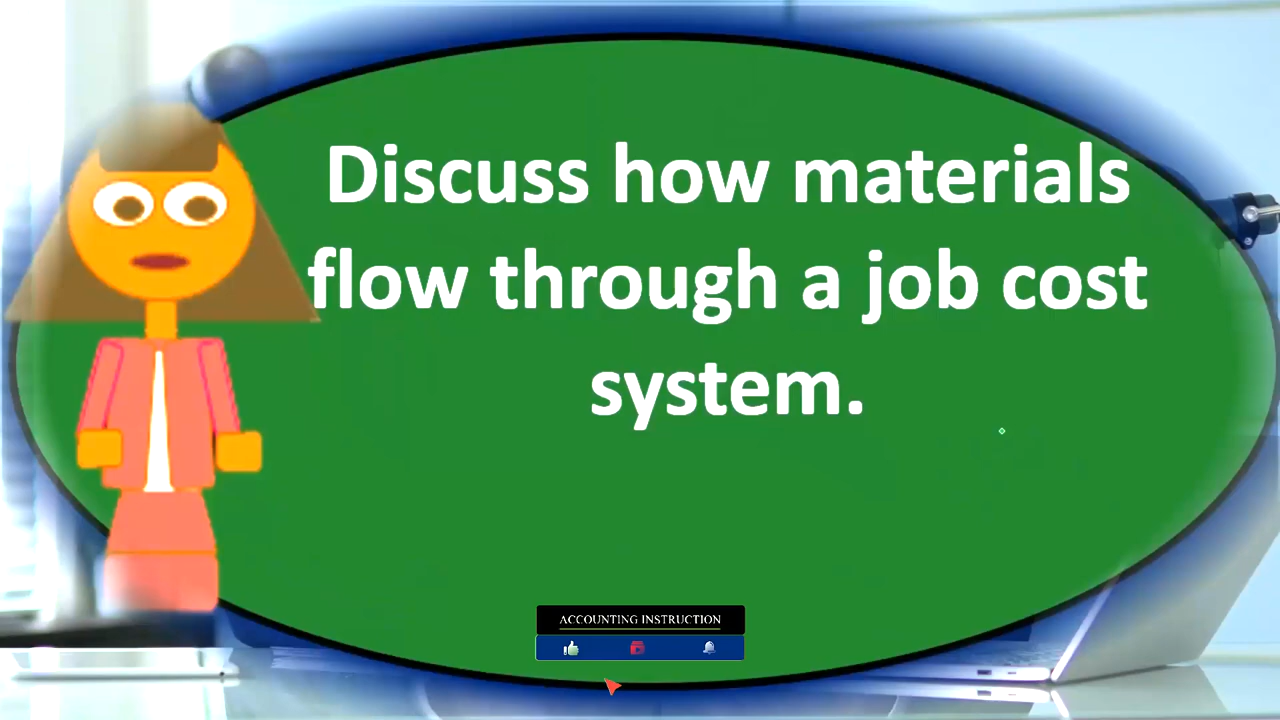 Discuss how materials
flow through a job cost
system.
ACCOUNTING INSTRUCTION